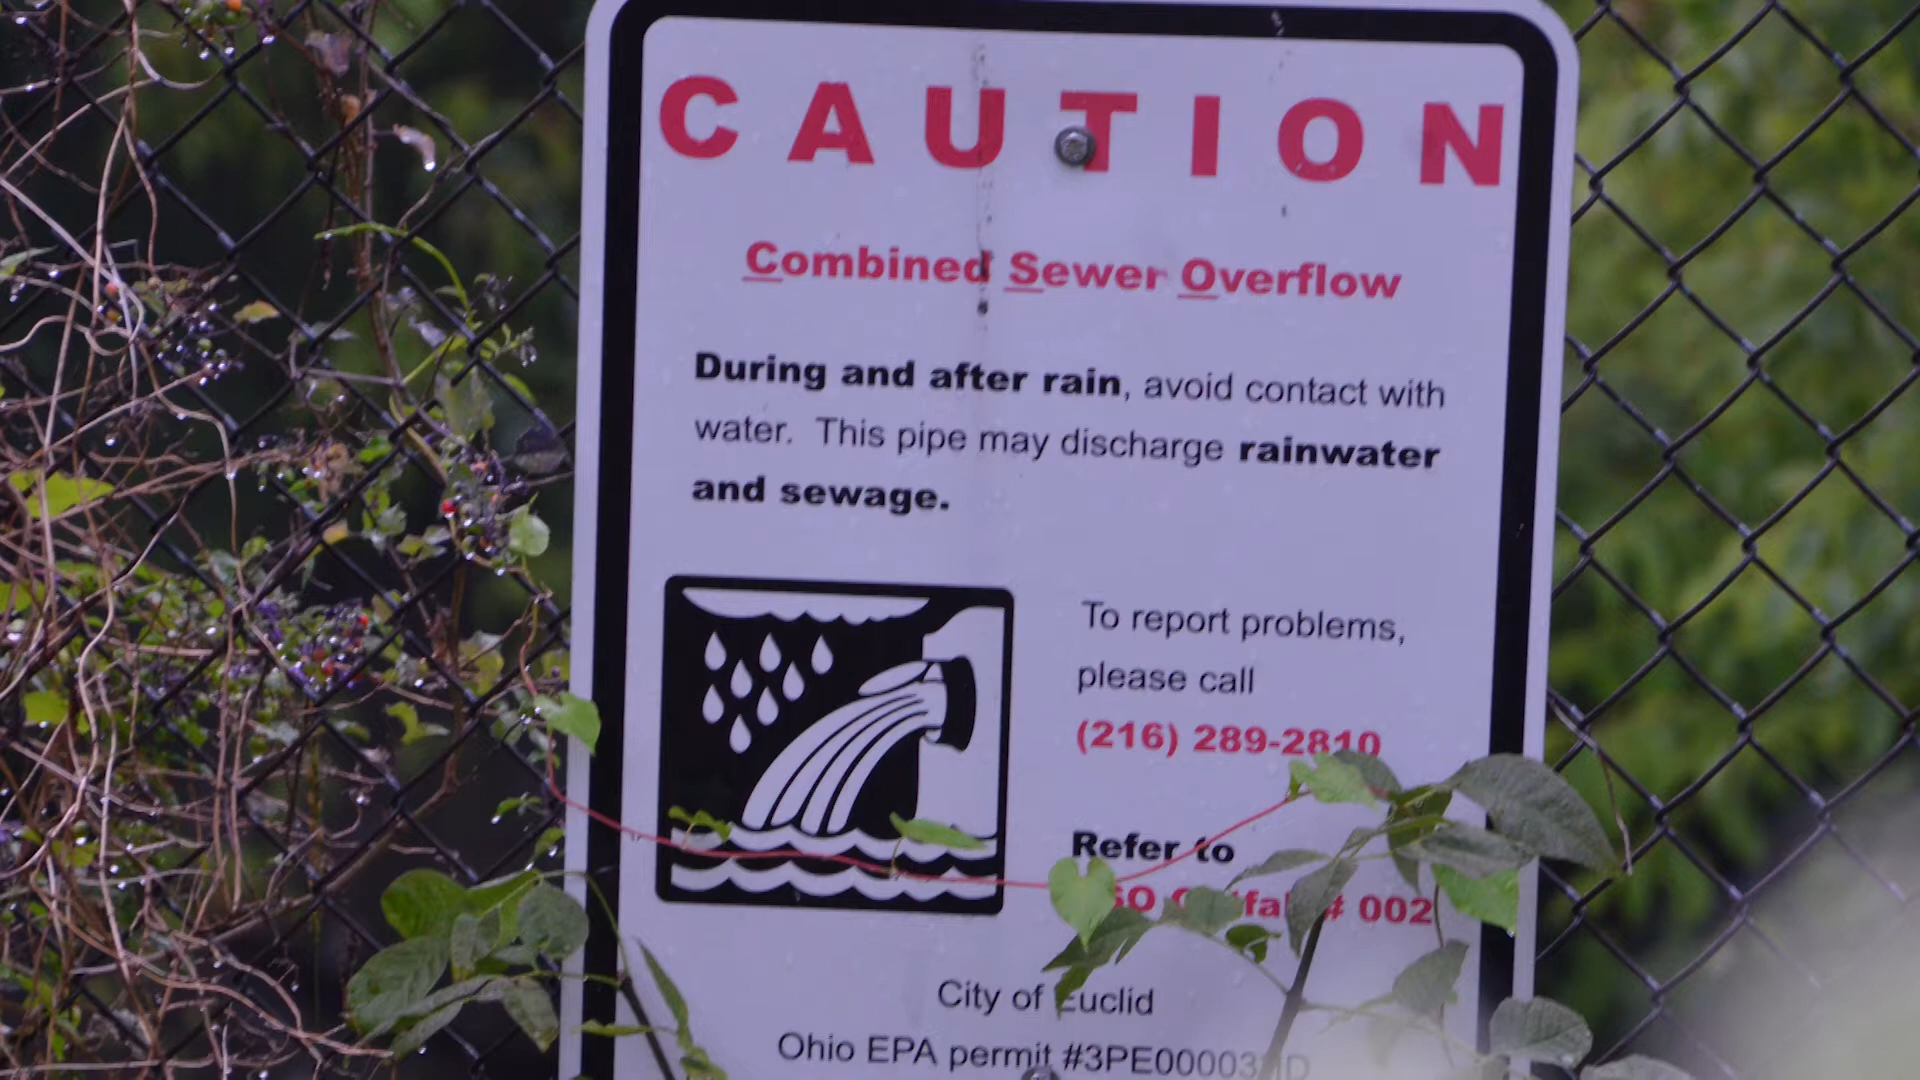 CAUTION
Combined Sewer Overflow
During and after rain, avoid contact with
water. This pipe may discharge rainwater
and sewage.
To report problems,
please call
(216) 289-2810
Refer to
# 002
City of Euclid
Ohio EPA permit